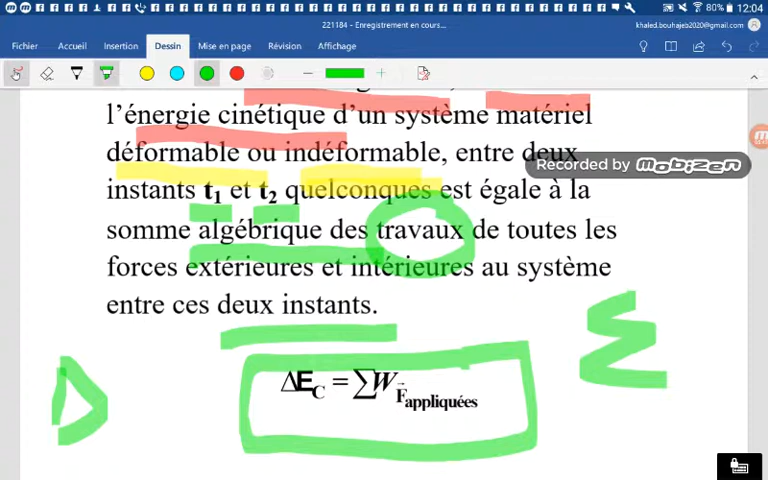 80% 12:04
221184 - Enregistrement en cours...
khaled.bouhajeb2020@gmail.com
Fichier Accueil Insertion Dessin Mise en page Révision Affichage
l'énergie cinétique d'un système matériel
déformable ou indéformable, entre deux
Recorded by mobizen
instants t₁ et t₂ quelconques est égale à la
somme algébrique des travaux de toutes les
forces extérieures et intérieures au système
entre ces deux instants.
Σ
Δ
ΔE_C = ∑W_F⃗appliquées